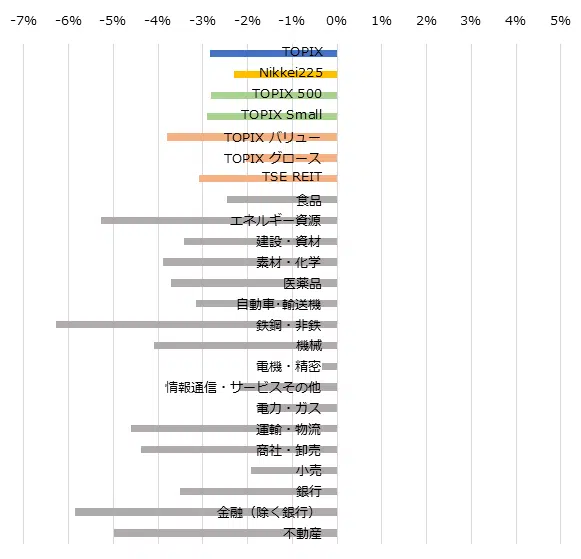 -7% -6% -5% -4% -3% -2% -1% 0% 1% 2% 3% 4% 5%
TOPIX
Nikkei225
TOPIX 500
TOPIX Small
TOPIX バリュー
TOPIX グロース
TSE REIT
食品
エネルギー資源
建設・資材
素材・化学
医薬品
自動車・輸送機
鉄鋼・非鉄
機械
電機・精密
情報通信・サービスその他
電力・ガス
運輸・物流
商社・卸売
小売
銀行
金融（除く銀行）
不動産